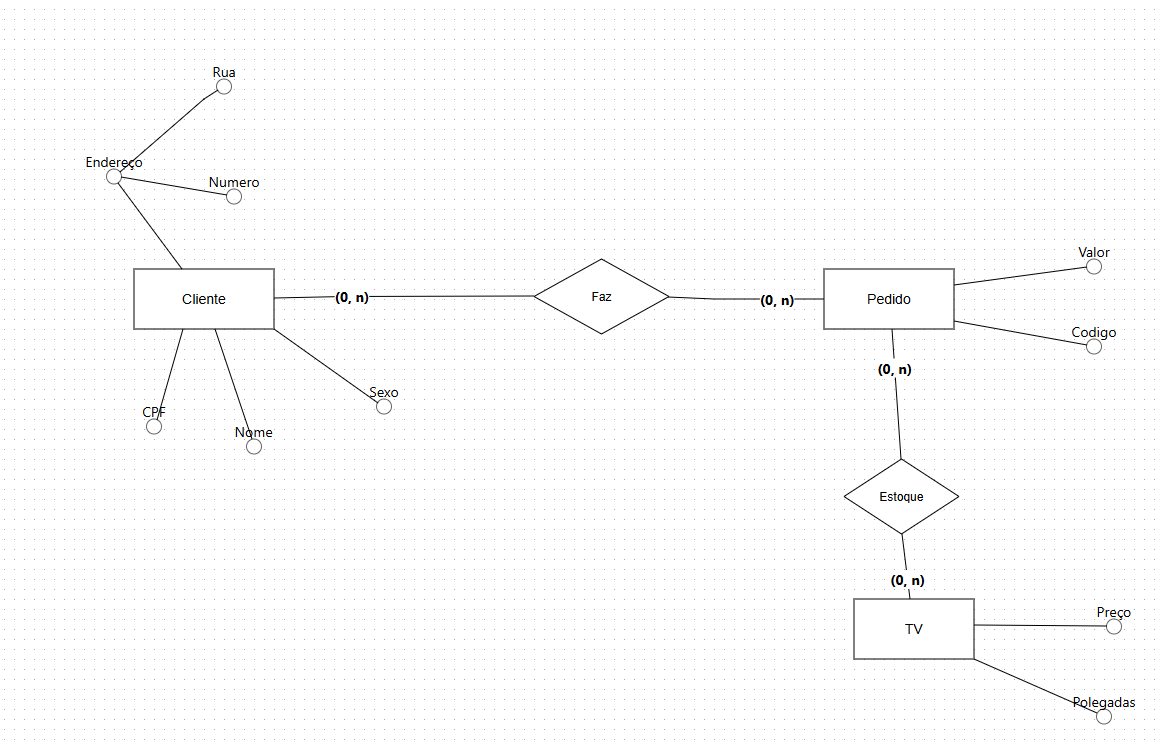 Rua
Endereço
Numero
Cliente
(0, n)
Faz
(0, n)
Pedido
Valor
Codigo
(0, n)
Sexo
CPF
Nome
Estoque
(0, n)
TV
Preço
Polegadas